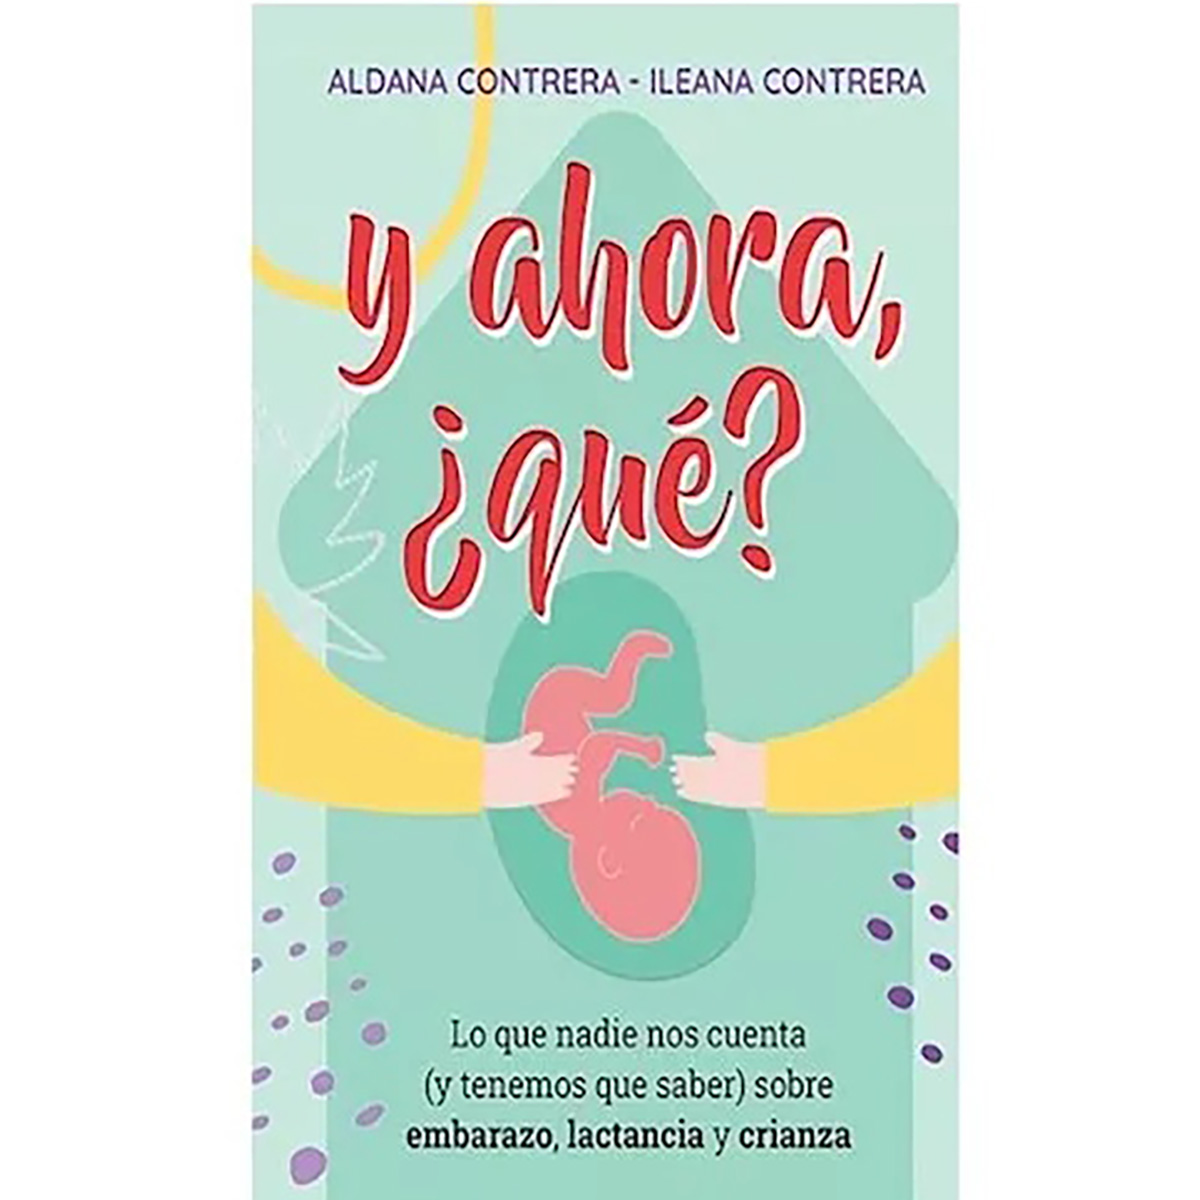 ALDANA CONTRERA - ILEANA CONTRERA
y ahora,
¿qué?
Lo que nadie nos cuenta
(y tenemos que saber) sobre
embarazo, lactancia y crianza